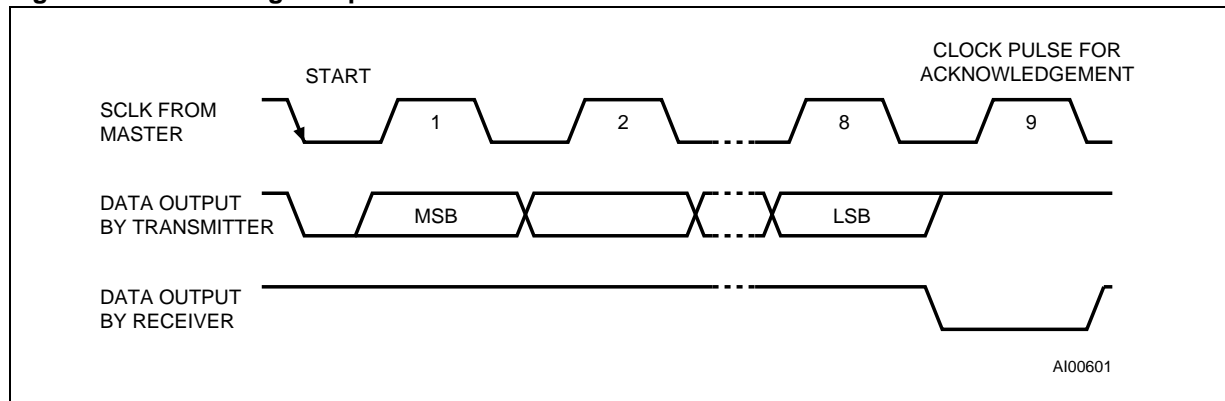 START
CLOCK PULSE FOR
ACKNOWLEDGEMENT
SCLK FROM
MASTER
1
2
8
9
DATA OUTPUT
BY TRANSMITTER
MSB
LSB
DATA OUTPUT
BY RECEIVER
AI00601